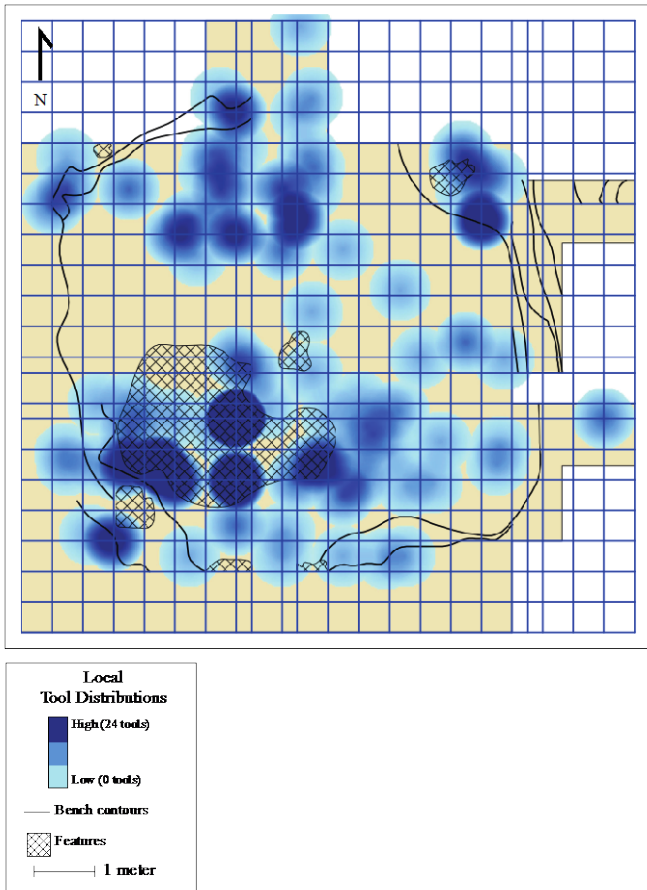 N
Local
Tool Distributions
High (24 tools)
Low (0 tools)
Bench contours
Features
1 meter